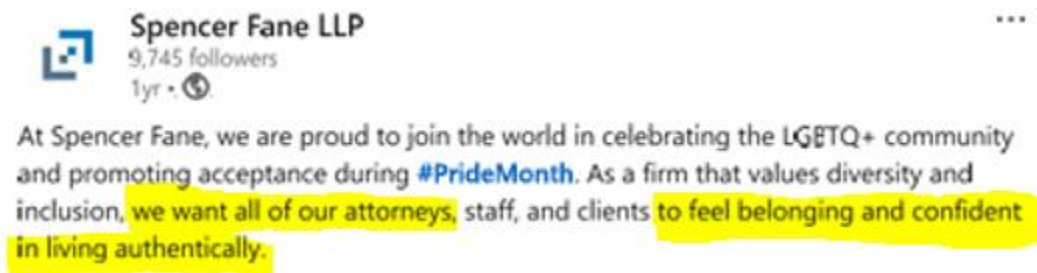 Spencer Fane LLP
...
9,745 followers
1yr •
At Spencer Fane, we are proud to join the world in celebrating the LGBTQ+ community
and promoting acceptance during #PrideMonth. As a firm that values diversity and
inclusion, we want all of our attorneys, staff, and clients to feel belonging and confident
in living authentically.